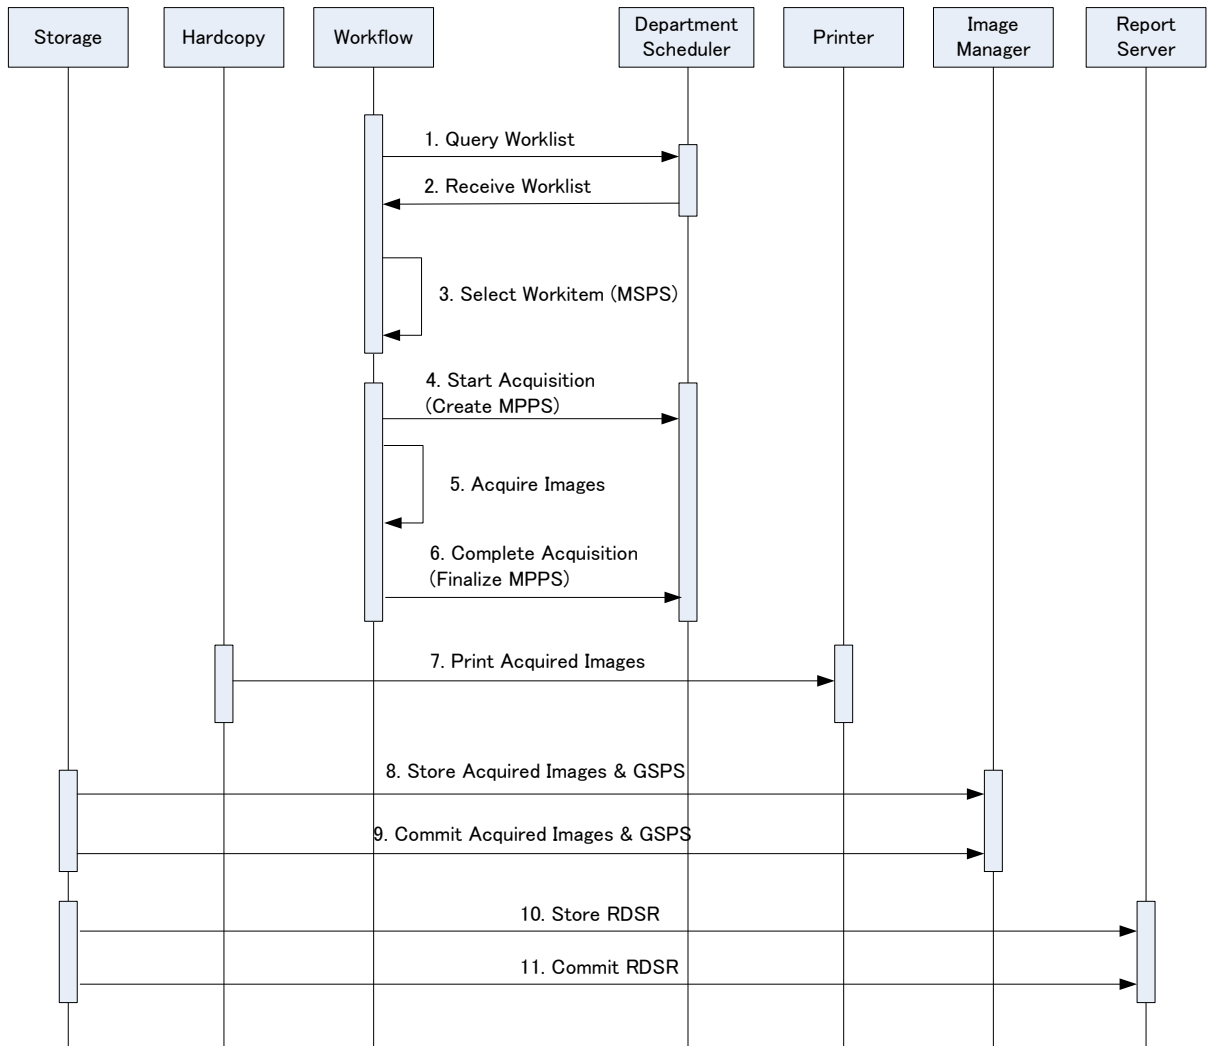 Storage
Hardcopy
Workflow
Department
Scheduler
Printer
Image
Manager
Report
Server
1. Query Worklist
2. Receive Worklist
3. Select Workitem (MSPS)
4. Start Acquisition
(Create MPPS)
5. Acquire Images
6. Complete Acquisition
(Finalize MPPS)
7. Print Acquired Images
8. Store Acquired Images & GSPS
9. Commit Acquired Images & GSPS
10. Store RDSR
11. Commit RDSR